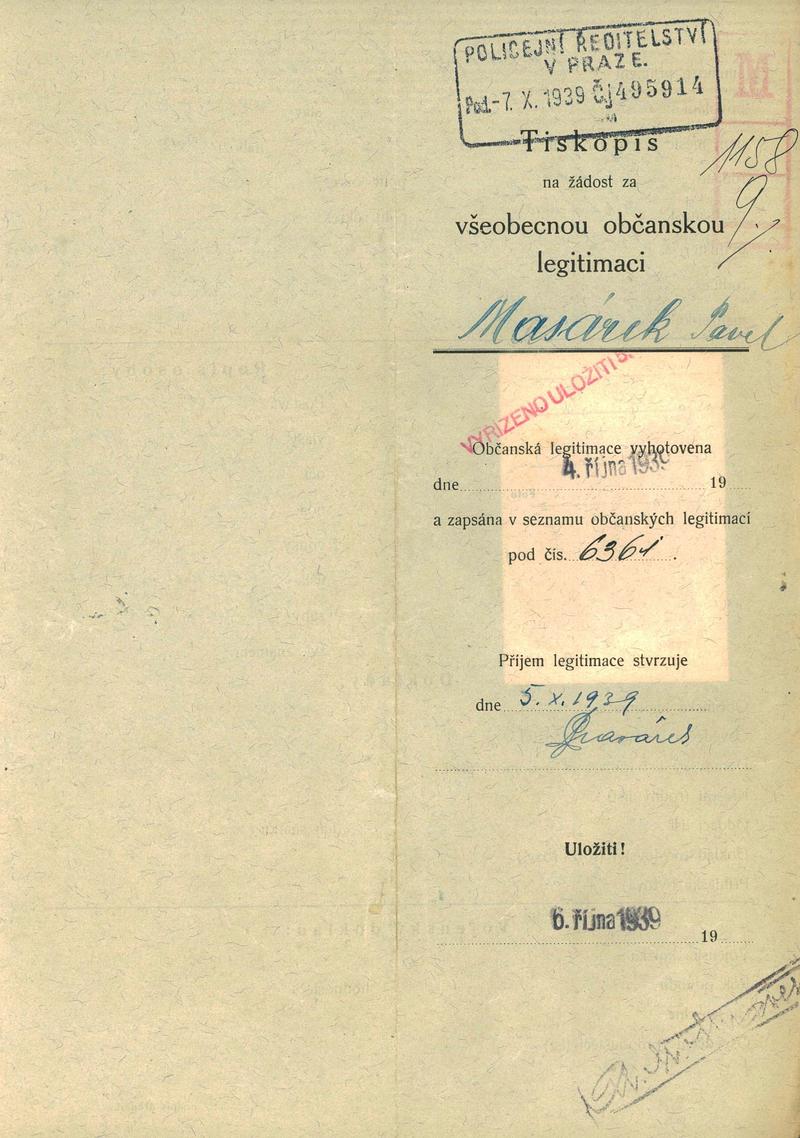 POLICEJNÍ ŘEDITELSTVÍ
V PRAZE.
Pod.-7. X. 1939 Čj 495914
Tiskopis
1158
na žádost za
9/
všeobecnou občanskou
legitimaci
Masárek Pavel
VYŘÍZENO ULOŽITI
Občanská legitimace vyhotovena
4. října 1939
dne 19
a zapsána v seznamu občanských legitimací
pod čís. 6361.
Příjem legitimace stvrzuje
dne 5. X. 1939
Uložiti!
6. října 1939
19